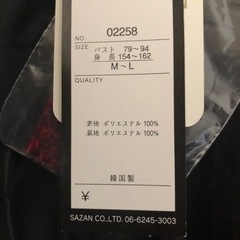 NO. 02258
SIZE バスト 79～94
身長 154～162
M～L
QUALITY
表地 ポリエステル 100%
裏地 ポリエステル 100%
韓国製
¥
SAZAN CO.,LTD. 06-6245-3003